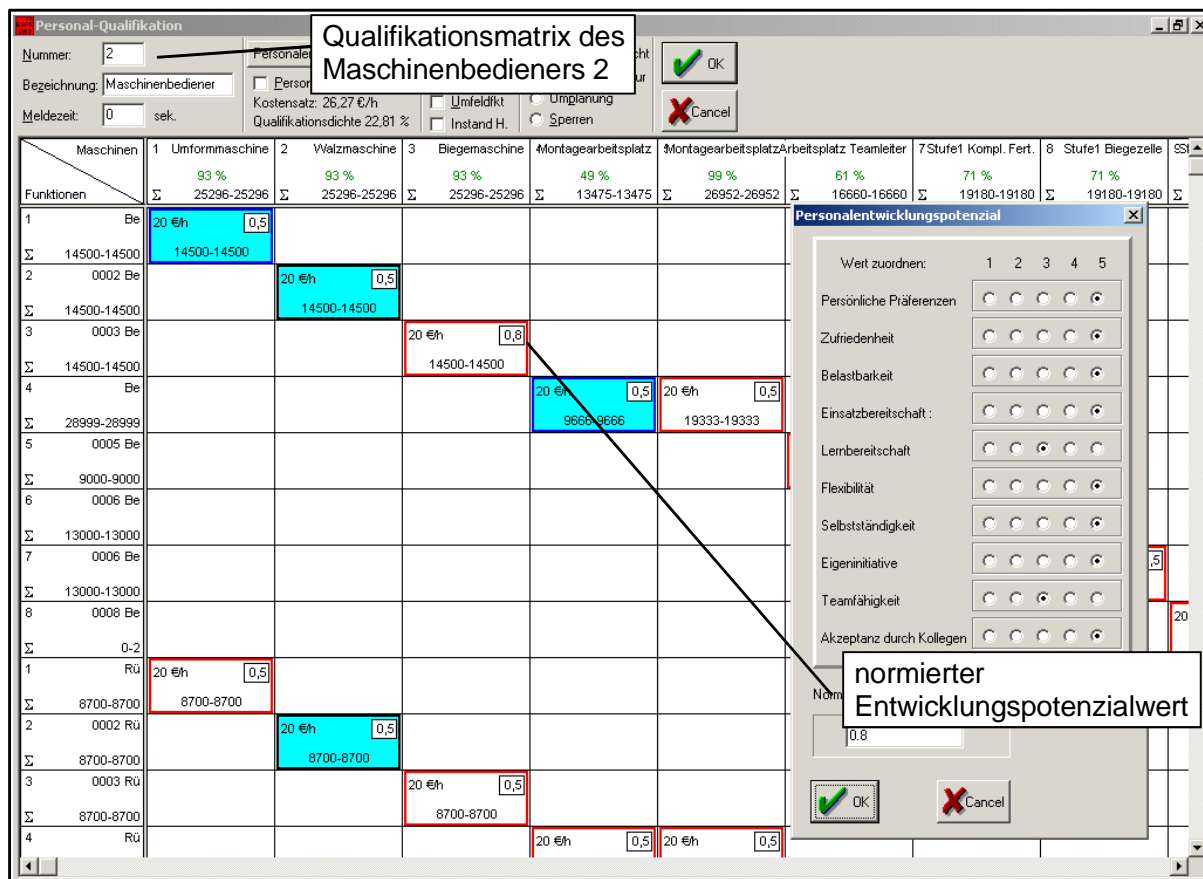 Personal-Qualifikation
Qualifikationsmatrix des
Maschinenbedieners 2
Nummer: 2
Bezeichnung: Maschinenbediener
Meldezeit: 0 sek.
Kostensatz: 26,27 €/h
Qualifikationsdichte 22,81 %
Umfeldfkt
Instand H.
Umplanung
Sperren
OK
Cancel
Maschinen
Funktionen
1 Umformmaschine 2 Walzmaschine 3 Biegemaschine Montagearbeitsplatz Montagearbeitsplatz Arbeitsplatz Teamleiter 7 Stufe1 Kompl. Fert. 8 Stufe1 Biegezelle
93 % 93 % 93 % 49 % 99 % 61 % 71 % 71 %
Σ 25296-25296 Σ 25296-25296 Σ 25296-25296 Σ 13475-13475 Σ 26952-26952 Σ 16660-16660 Σ 19180-19180 Σ 19180-19180 Σ
1 Be 20 €/h 0,5
Σ 14500-14500 14500-14500
2 0002 Be 20 €/h 0,5
Σ 14500-14500 14500-14500
3 0003 Be 20 €/h 0,8
Σ 14500-14500 14500-14500
4 Be 20 €/h 0,5 20 €/h 0,5
Σ 28999-28999 9666-9666 19333-19333
5 0005 Be
Σ 9000-9000
6 0006 Be
Σ 13000-13000
7 0006 Be ,5
Σ 13000-13000
8 0008 Be 20
Σ 0-2
1 Rü 20 €/h 0,5
Σ 8700-8700 8700-8700
2 0002 Rü 20 €/h 0,5
Σ 8700-8700 8700-8700
3 0003 Rü 20 €/h 0,5
Σ 8700-8700 8700-8700
4 Rü 20 €/h 0,5 20 €/h 0,5
Personalentwicklungspotenzial
Wert zuordnen: 1 2 3 4 5
Persönliche Präferenzen
Zufriedenheit
Belastbarkeit
Einsatzbereitschaft :
Lernbereitschaft
Flexibilität
Selbstständigkeit
Eigeninitiative
Teamfähigkeit
Akzeptanz durch Kollegen
normierter
Entwicklungspotenzialwert
0.8
OK
Cancel